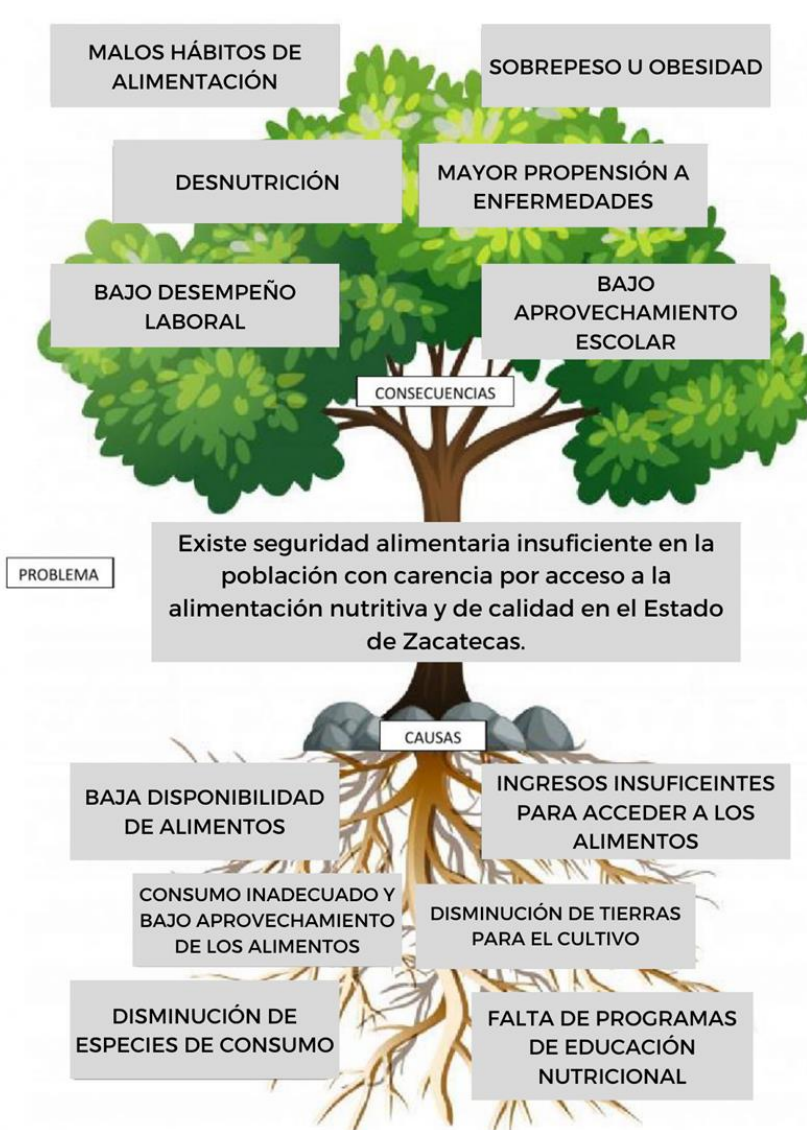 MALOS HÁBITOS DE
ALIMENTACIÓN
SOBREPESO U OBESIDAD
DESNUTRICIÓN
MAYOR PROPENSIÓN A
ENFERMEDADES
BAJO DESEMPEÑO
LABORAL
BAJO
APROVECHAMIENTO
ESCOLAR
CONSECUENCIAS
PROBLEMA
Existe seguridad alimentaria insuficiente en la
población con carencia por acceso a la
alimentación nutritiva y de calidad en el Estado
de Zacatecas.
CAUSAS
BAJA DISPONIBILIDAD
DE ALIMENTOS
INGRESOS INSUFICEINTES
PARA ACCEDER A LOS
ALIMENTOS
CONSUMO INADECUADO Y
BAJO APROVECHAMIENTO
DE LOS ALIMENTOS
DISMINUCIÓN DE TIERRAS
PARA EL CULTIVO
DISMINUCIÓN DE
ESPECIES DE CONSUMO
FALTA DE PROGRAMAS
DE EDUCACIÓN
NUTRICIONAL